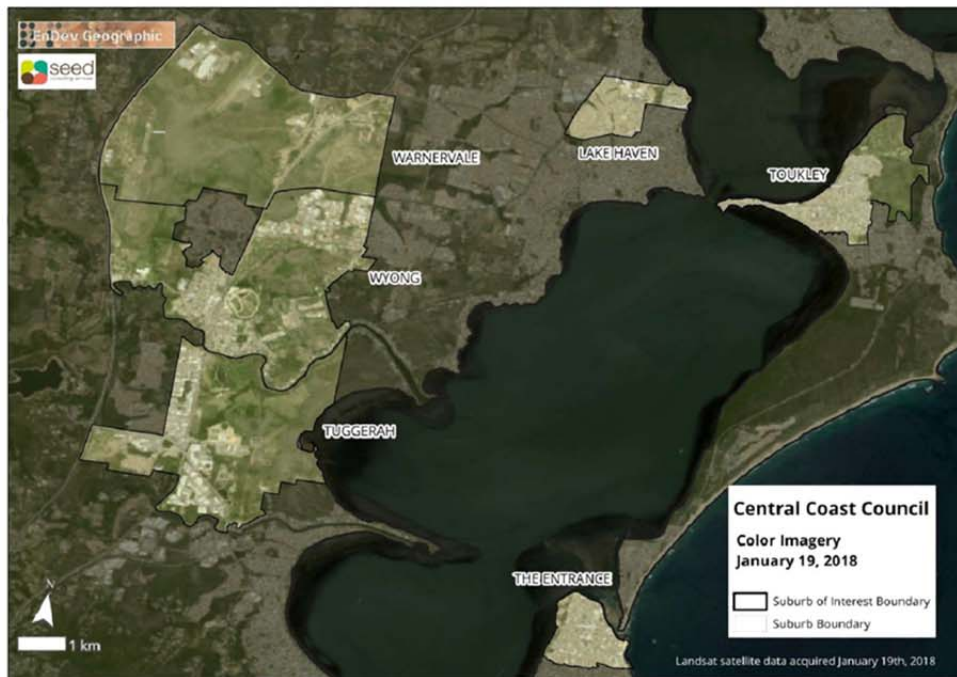 EnDev Geographic
seed
WARNERVALE
LAKE HAVEN
TOUKLEY
WYONG
TUGGERAH
THE ENTRANCE
Central Coast Council
Color Imagery
January 19, 2018
Suburb of Interest Boundary
Suburb Boundary
N
1 km
Landsat satellite data acquired January 19th, 2018